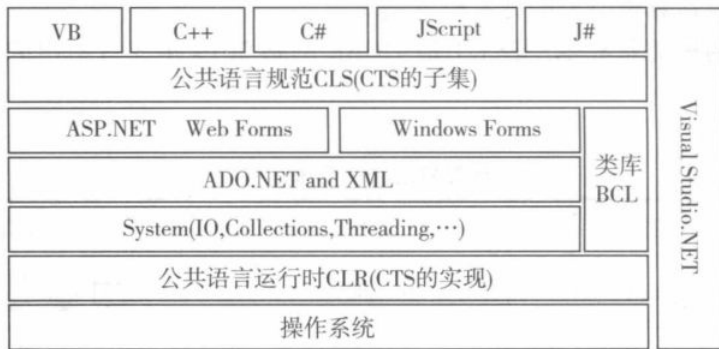 VB C++ C# JScript J#
公共语言规范CLS(CTS的子集)
ASP.NET Web Forms Windows Forms
ADO.NET and XML
System(IO,Collections,Threading,…)
类库
BCL
公共语言运行时CLR(CTS的实现)
操作系统
Visual Studio.NET